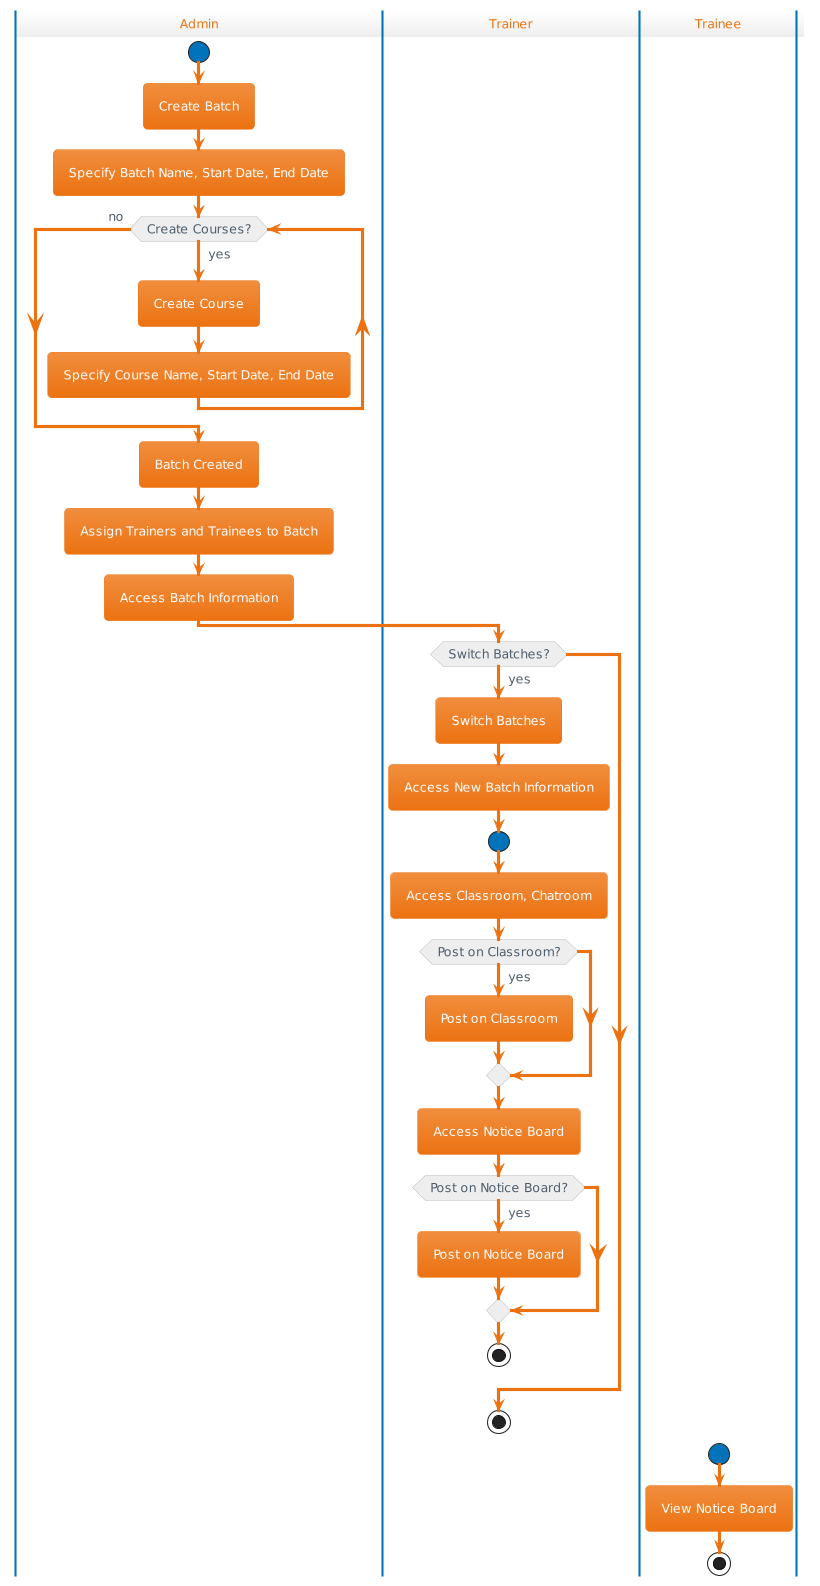 Admin
Trainer
Trainee
Create Batch
Specify Batch Name, Start Date, End Date
no
Create Courses?
yes
Create Course
Specify Course Name, Start Date, End Date
Batch Created
Assign Trainers and Trainees to Batch
Access Batch Information
Switch Batches?
yes
Switch Batches
Access New Batch Information
Access Classroom, Chatroom
Post on Classroom?
yes
Post on Classroom
Access Notice Board
Post on Notice Board?
yes
Post on Notice Board
View Notice Board